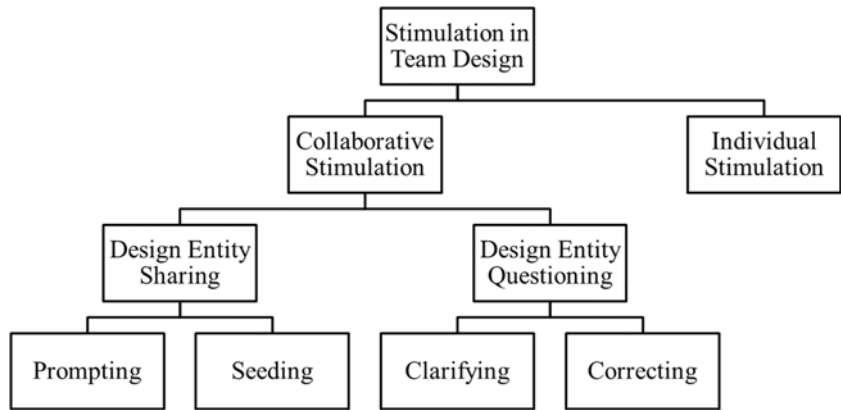 Stimulation in
Team Design
Collaborative
Stimulation
Individual
Stimulation
Design Entity
Sharing
Design Entity
Questioning
Prompting
Seeding
Clarifying
Correcting